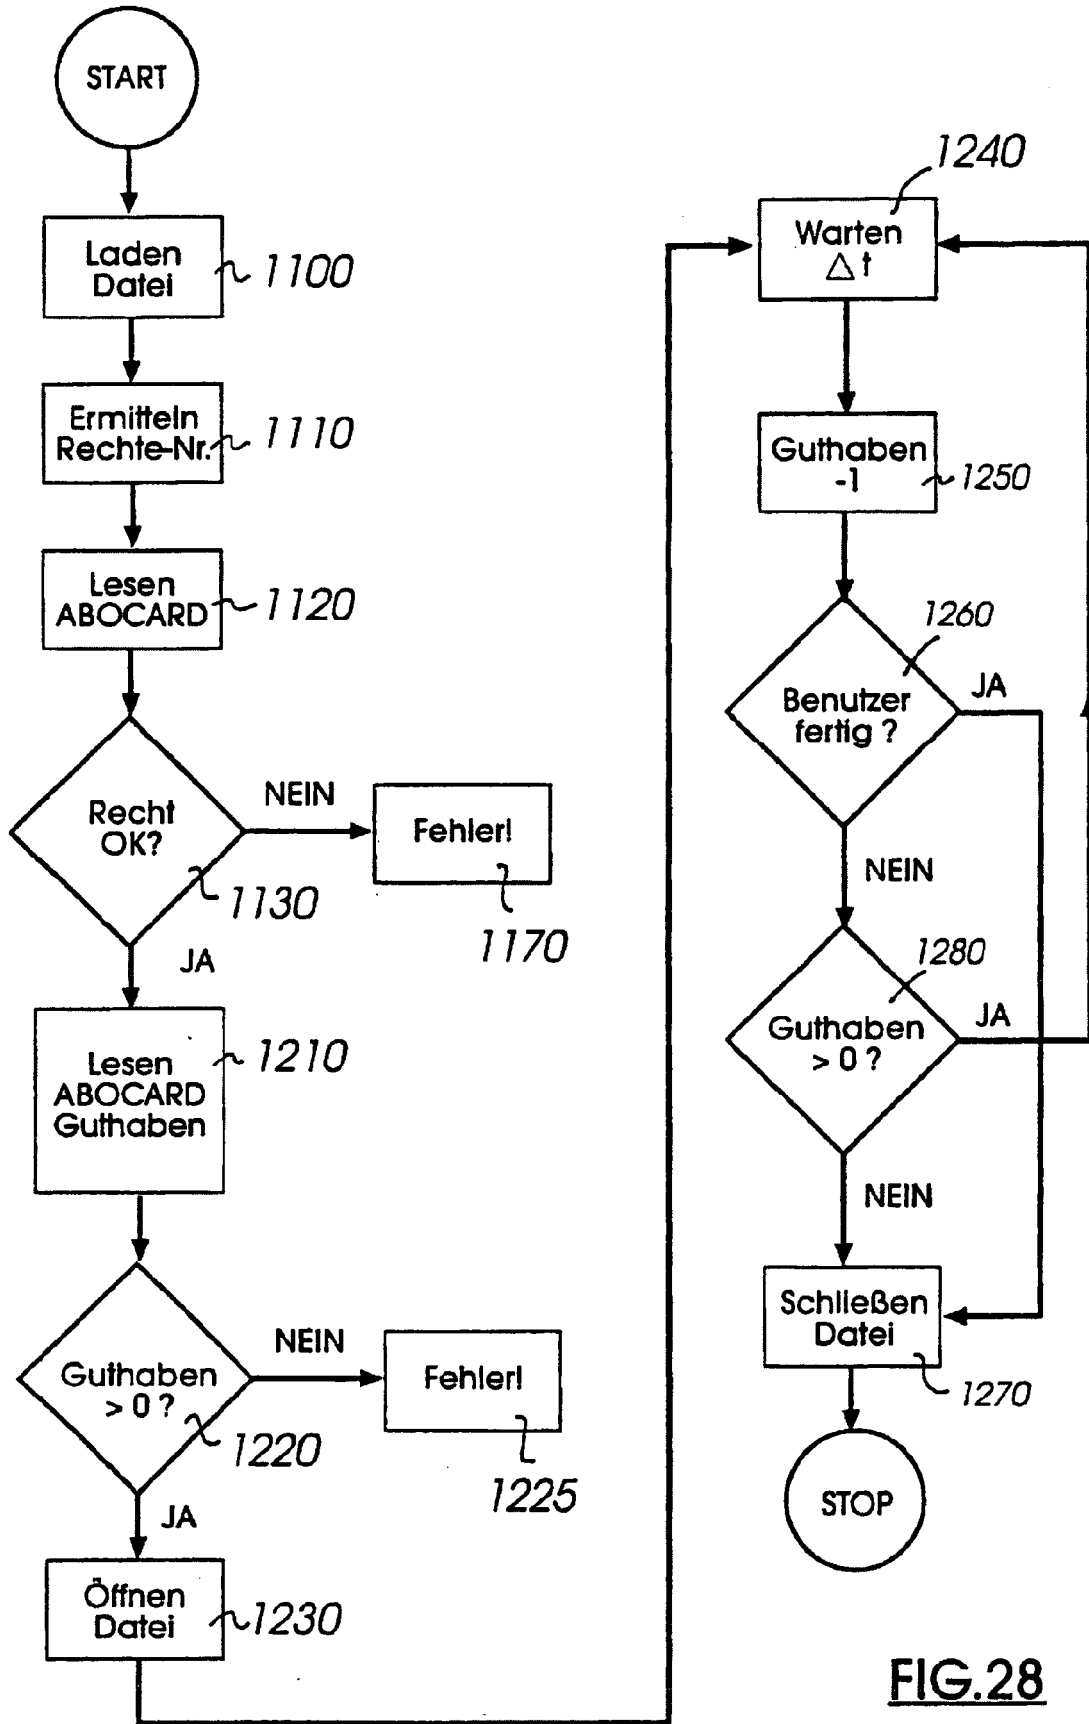 START
Laden
Datei
1100
Ermitteln
Rechte-Nr.
1110
Lesen
ABOCARD
1120
Recht
OK?
1130
NEIN
Fehler!
1170
JA
Lesen
ABOCARD
Guthaben
1210
Guthaben
> 0 ?
1220
NEIN
Fehler!
1225
JA
Öffnen
Datei
1230
1240
Warten
△ t
Guthaben
-1
1250
1260
Benutzer
fertig ?
JA
NEIN
1280
Guthaben
> 0 ?
JA
NEIN
Schließen
Datei
1270
STOP
FIG.28